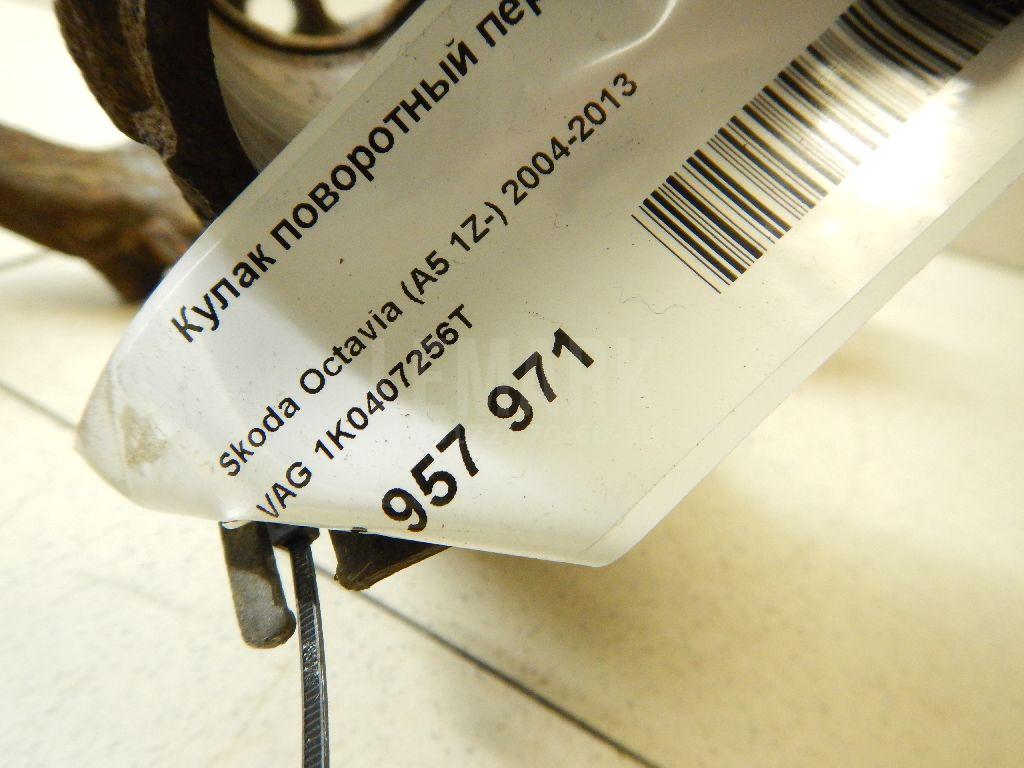 Кулак поворотный пер
Skoda Octavia (A5 1Z-) 2004-2013
VAG 1K0407256T
957 971